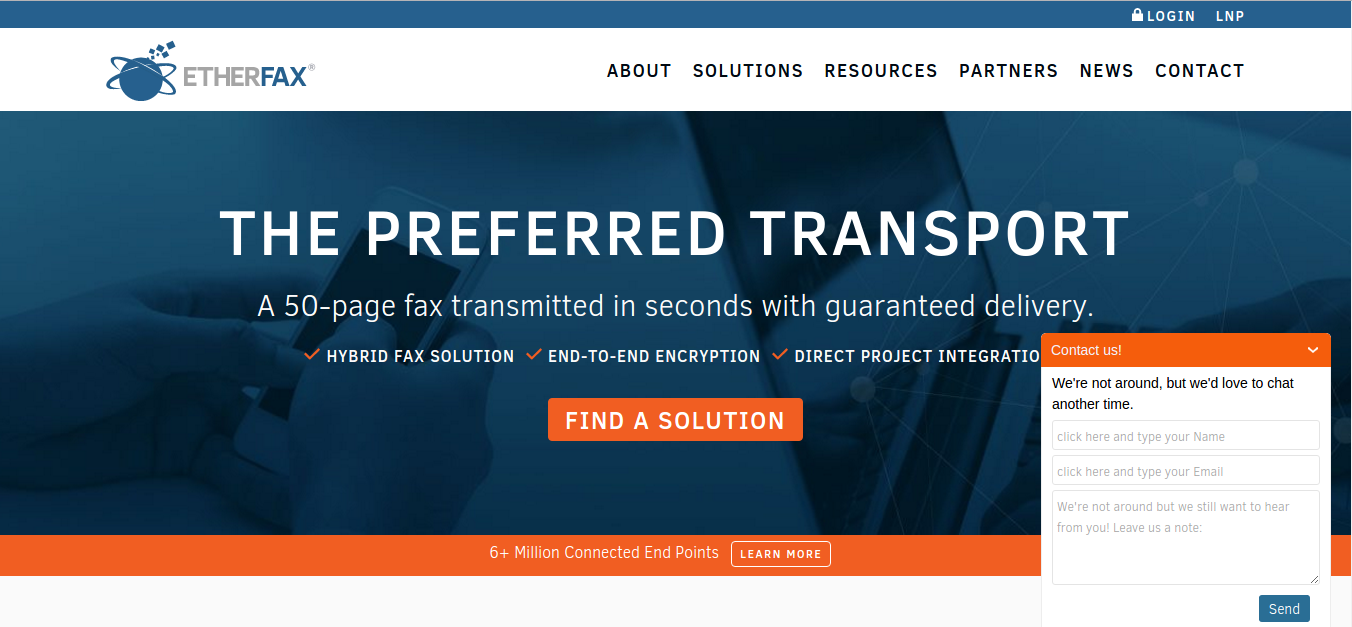 LOGIN LNP
ETHERFAX®
ABOUT SOLUTIONS RESOURCES PARTNERS NEWS CONTACT
THE PREFERRED TRANSPORT
A 50-page fax transmitted in seconds with guaranteed delivery.
HYBRID FAX SOLUTION END-TO-END ENCRYPTION DIRECT PROJECT INTEGRATIO
FIND A SOLUTION
6+ Million Connected End Points LEARN MORE
Contact us!
We're not around, but we'd love to chat
another time.
click here and type your Name
click here and type your Email
We're not around but we still want to hear
from you! Leave us a note:
Send